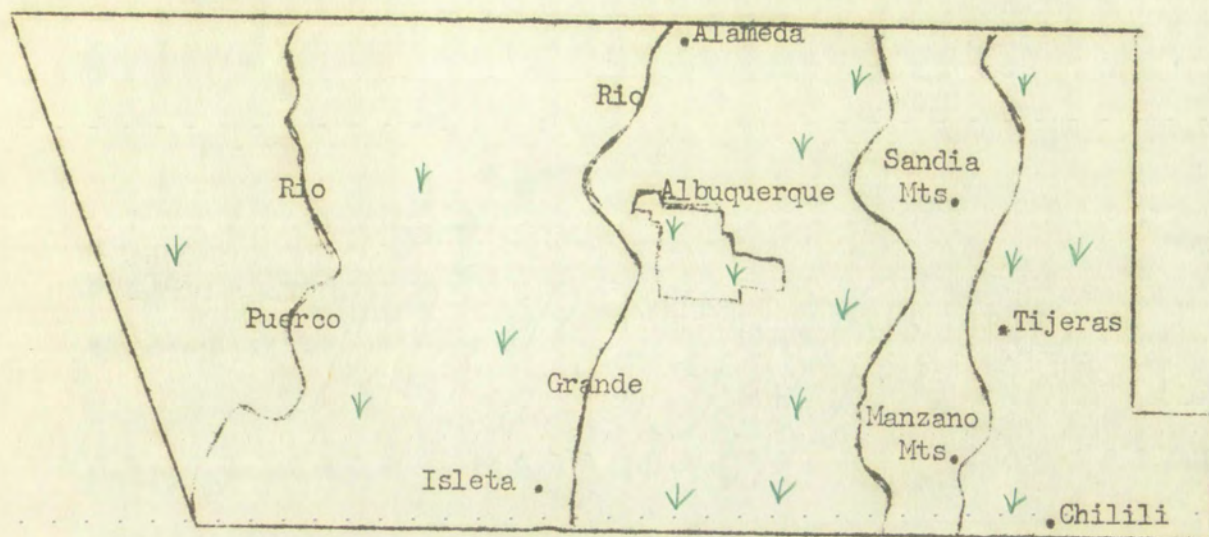 Alameda
Rio
Sandia
Mts.
Rio
Albuquerque
Puerco
Tijeras
Grande
Manzano
Mts.
Isleta
Chilili